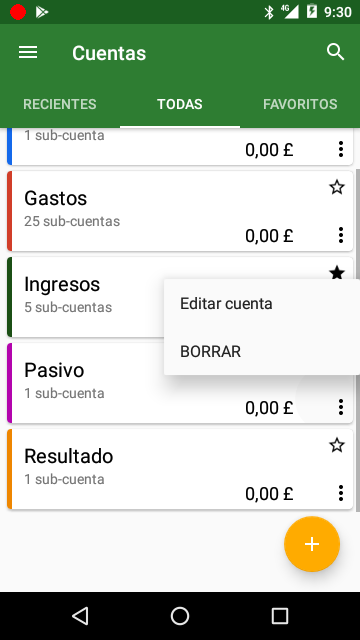 4G
9:30
Cuentas
RECIENTES
TODAS
FAVORITOS
1 sub-cuenta
0,00 £
Gastos
25 sub-cuentas
0,00 £
Ingresos
5 sub-cuentas
Editar cuenta
BORRAR
Pasivo
1 sub-cuenta
0,00 £
Resultado
1 sub-cuenta
0,00 £